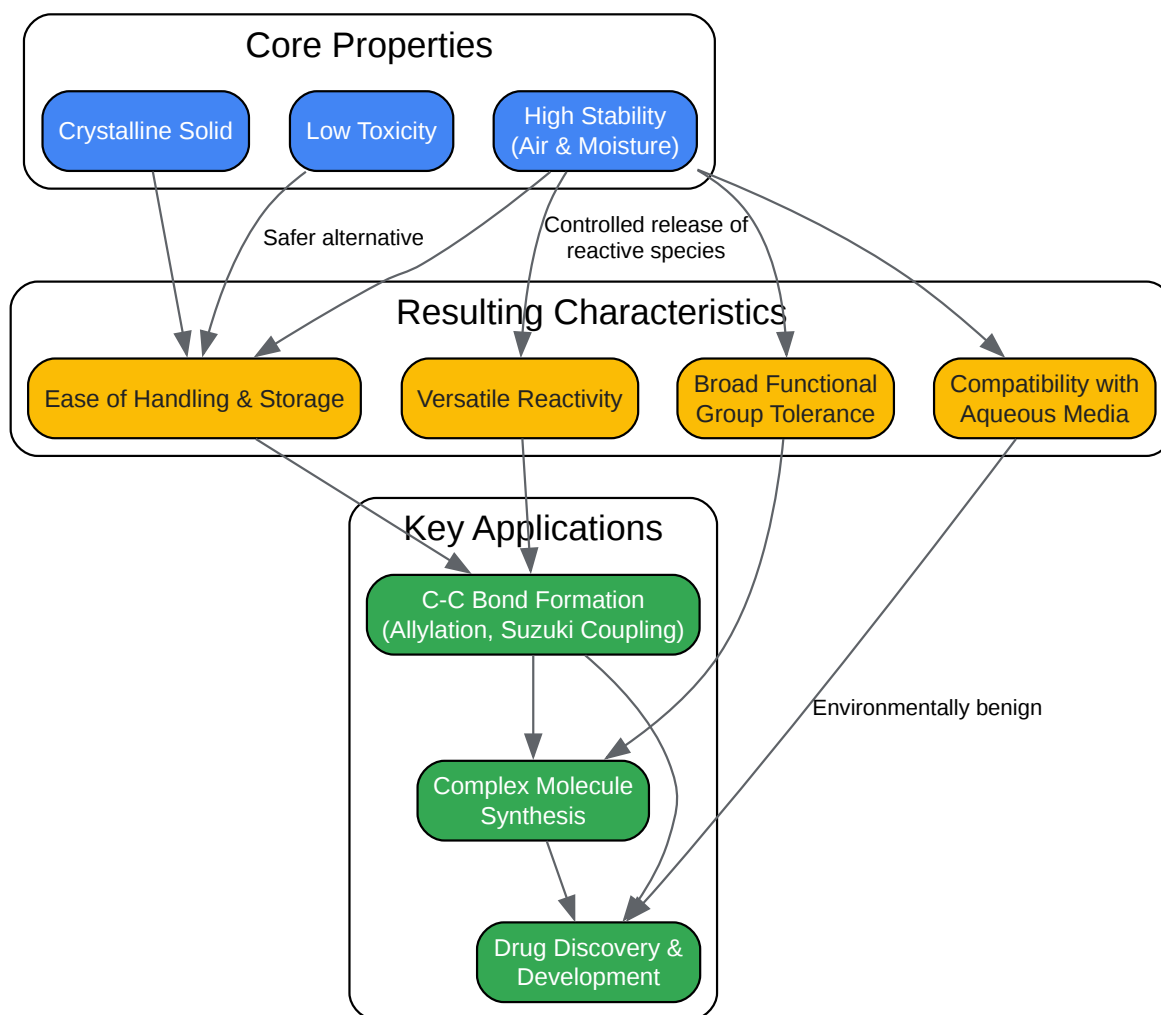 Core Properties
Crystalline Solid
Low Toxicity
High Stability
(Air & Moisture)
Safer alternative
Controlled release of
reactive species
Resulting Characteristics
Ease of Handling & Storage
Versatile Reactivity
Broad Functional
Group Tolerance
Compatibility with
Aqueous Media
Key Applications
C-C Bond Formation
(Allylation, Suzuki Coupling)
Environmentally benign
Complex Molecule
Synthesis
Drug Discovery &
Development